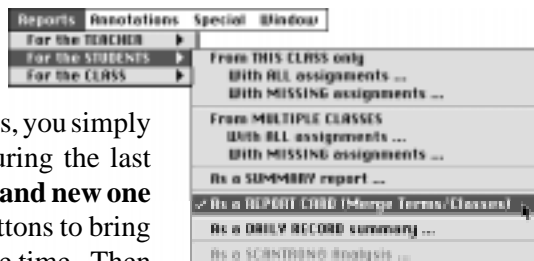 Reports Annotations Special Window
For the TEACHER
For the STUDENTS
For the CLASS
From THIS CLASS only
With ALL assignments ...
With MISSING assignments ...
From MULTIPLE CLASSES
With ALL assignments ...
With MISSING assignments ...
As a SUMMARY report ...
✓ As a REPORT CARD (Merge Terms/Classes)
As a DAILY RECORD summary ...
As a SCANTRON® Analysis ...
s, you simply
uring the last
and new one
ttons to bring
e time. Then